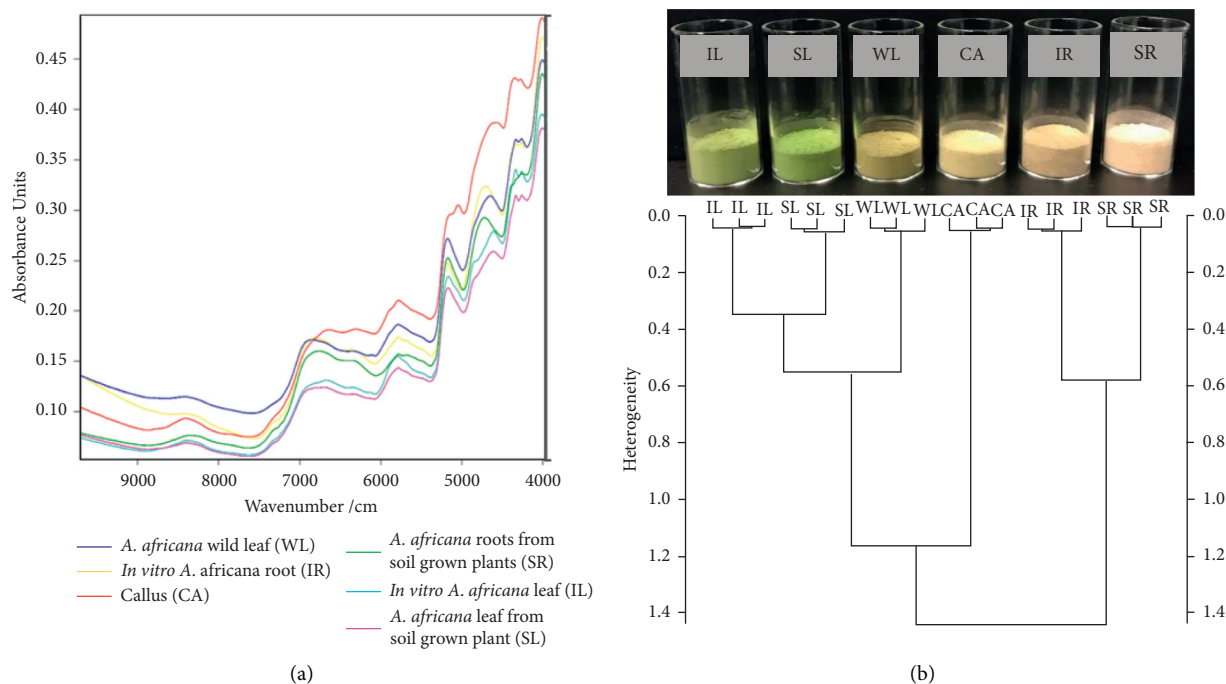 0.45
0.40
0.35
0.30
0.25
0.20
0.15
0.10
Absorbance Units
9000 8000 7000 6000 5000 4000
Wavenumber /cm
A. africana wild leaf (WL)
In vitro A. africana root (IR)
Callus (CA)
A. africana roots from
soil grown plants (SR)
In vitro A. africana leaf (IL)
A. africana leaf from
soil grown plant (SL)
(a)
IL SL WL CA IR SR
IL IL IL SL SL SL WL WL WL CA CA CA IR IR IR SR SR SR
0.0 0.0
0.2 0.2
0.4 0.4
0.6 0.6
0.8 0.8
1.0 1.0
1.2 1.2
1.4 1.4
Heterogeneity
(b)